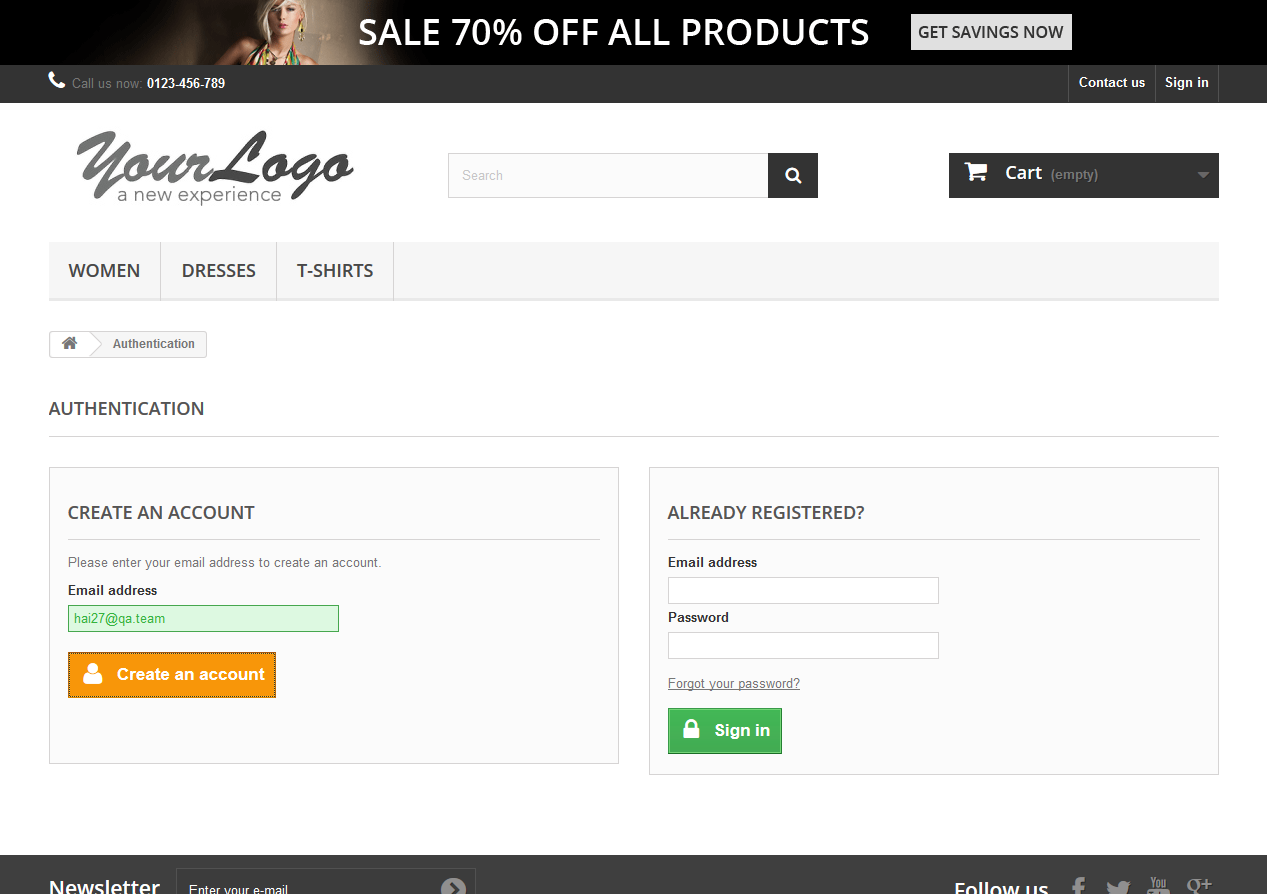 SALE 70% OFF ALL PRODUCTS GET SAVINGS NOW
Call us now: 0123-456-789 Contact us Sign in
YourLogo
a new experience
Search
Cart (empty)
WOMEN DRESSES T-SHIRTS
Authentication
AUTHENTICATION
CREATE AN ACCOUNT
Please enter your email address to create an account.
Email address
hai27@qa.team
Create an account
ALREADY REGISTERED?
Email address
Password
Forgot your password?
Sign in
Newsletter Enter your e-mail Follow us You g+